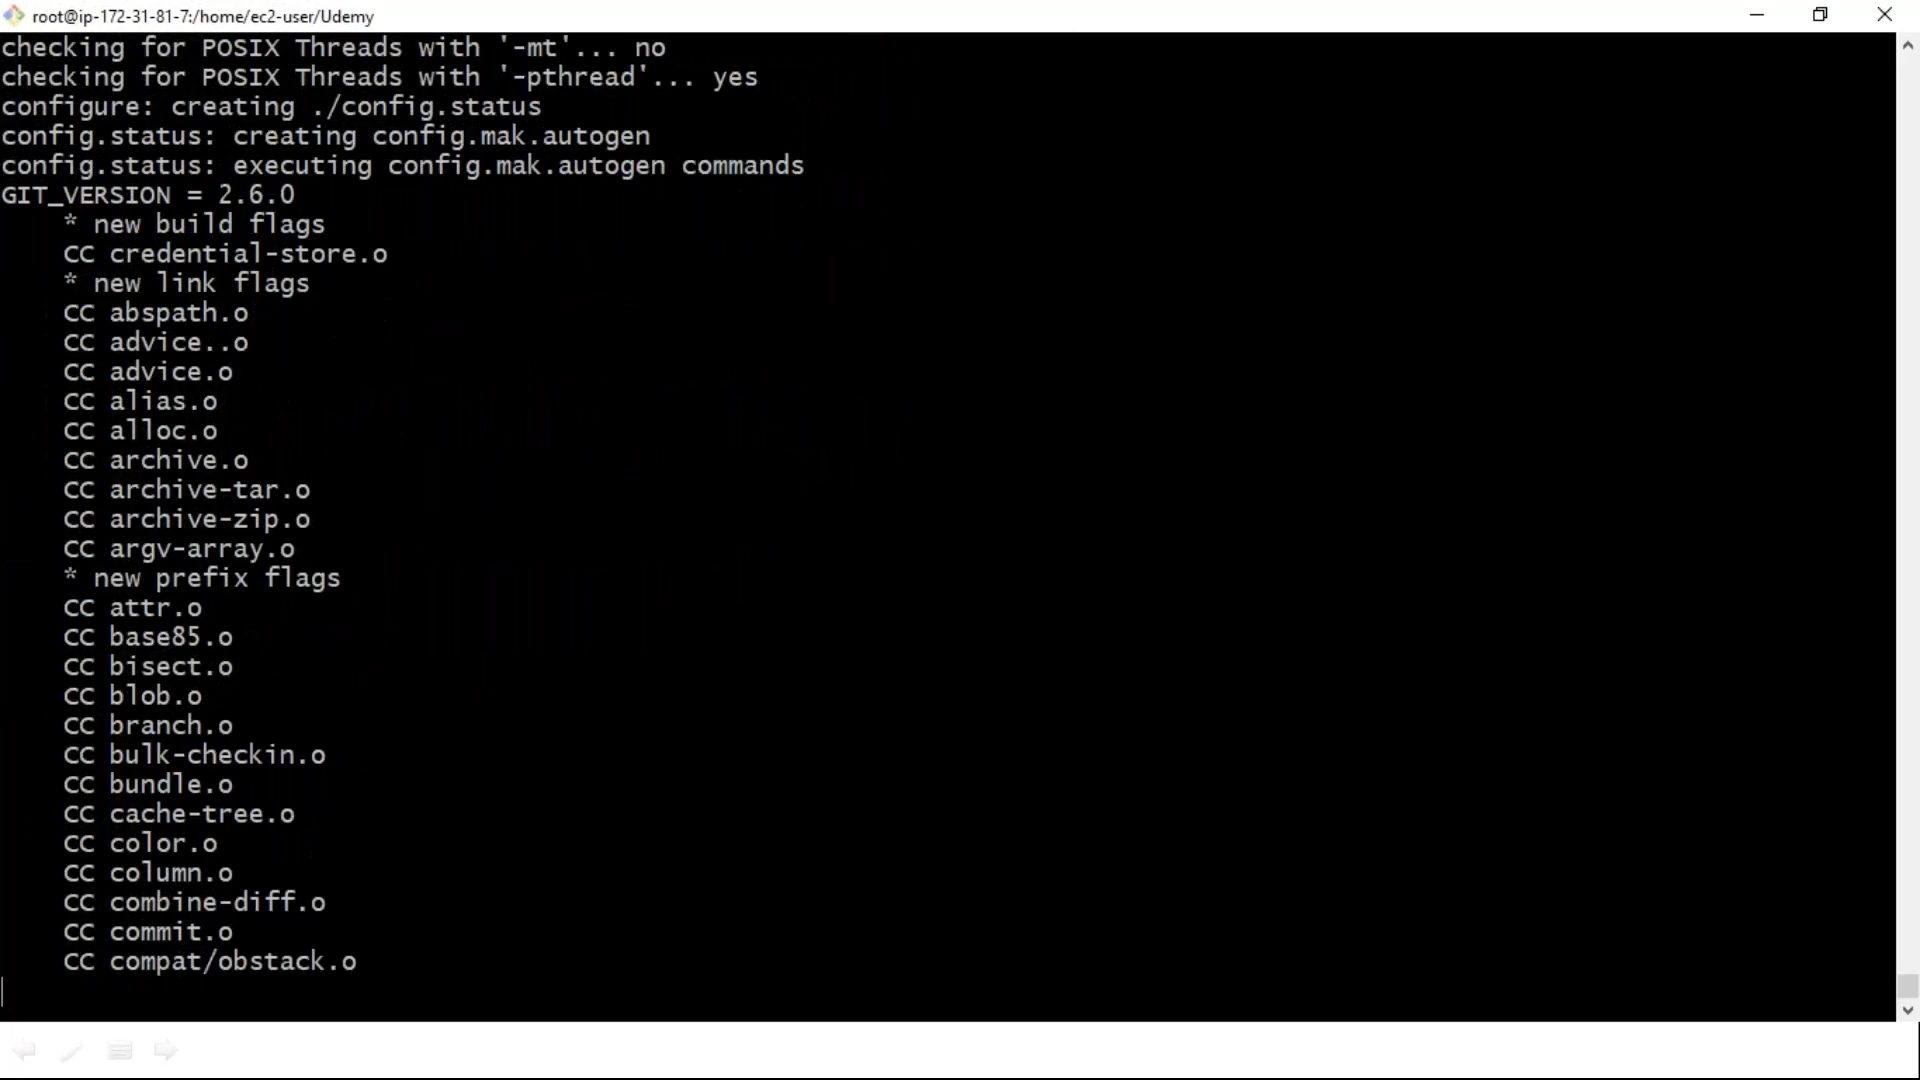 root@ip-172-31-81-7:/home/ec2-user/Udemy
checking for POSIX Threads with '-mt'... no
checking for POSIX Threads with '-pthread'... yes
configure: creating ./config.status
config.status: creating config.mak.autogen
config.status: executing config.mak.autogen commands
GIT_VERSION = 2.6.0
    * new build flags
    CC credential-store.o
    * new link flags
    CC abspath.o
    CC advice..o
    CC advice.o
    CC alias.o
    CC alloc.o
    CC archive.o
    CC archive-tar.o
    CC archive-zip.o
    CC argv-array.o
    * new prefix flags
    CC attr.o
    CC base85.o
    CC bisect.o
    CC blob.o
    CC branch.o
    CC bulk-checkin.o
    CC bundle.o
    CC cache-tree.o
    CC color.o
    CC column.o
    CC combine-diff.o
    CC commit.o
    CC compat/obstack.o